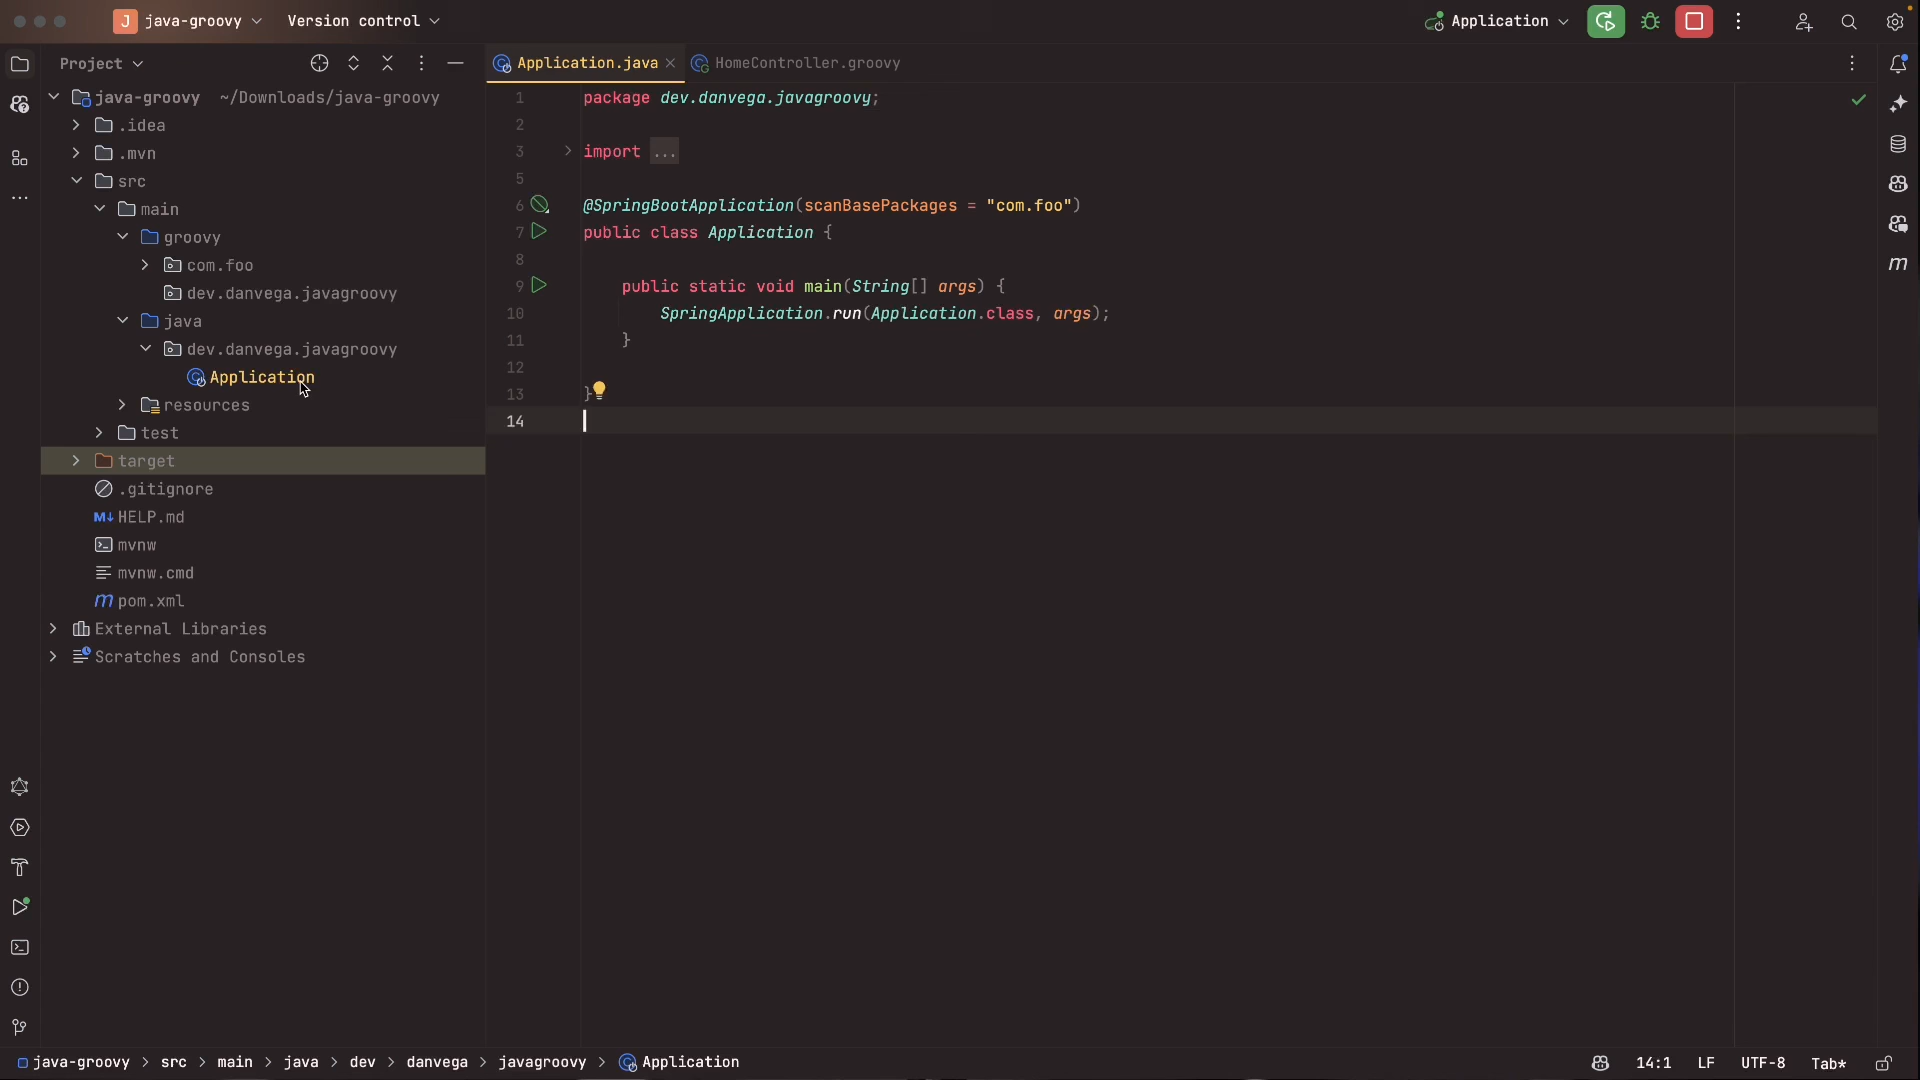 J java-groovy Version control Application
Project
Application.java HomeController.groovy
java-groovy ~/Downloads/java-groovy
.idea
.mvn
src
main
groovy
com.foo
dev.danvega.javagroovy
java
dev.danvega.javagroovy
Application
resources
test
target
.gitignore
M↓ HELP.md
mvnw
mvnw.cmd
m pom.xml
External Libraries
Scratches and Consoles
1 package dev.danvega.javagroovy;
2
3 import ...
5
6 @SpringBootApplication(scanBasePackages = "com.foo")
7 public class Application {
8
9 public static void main(String[] args) {
10 SpringApplication.run(Application.class, args);
11 }
12
13 }
14
m
java-groovy > src > main > java > dev > danvega > javagroovy > Application
14:1 LF UTF-8 Tab*